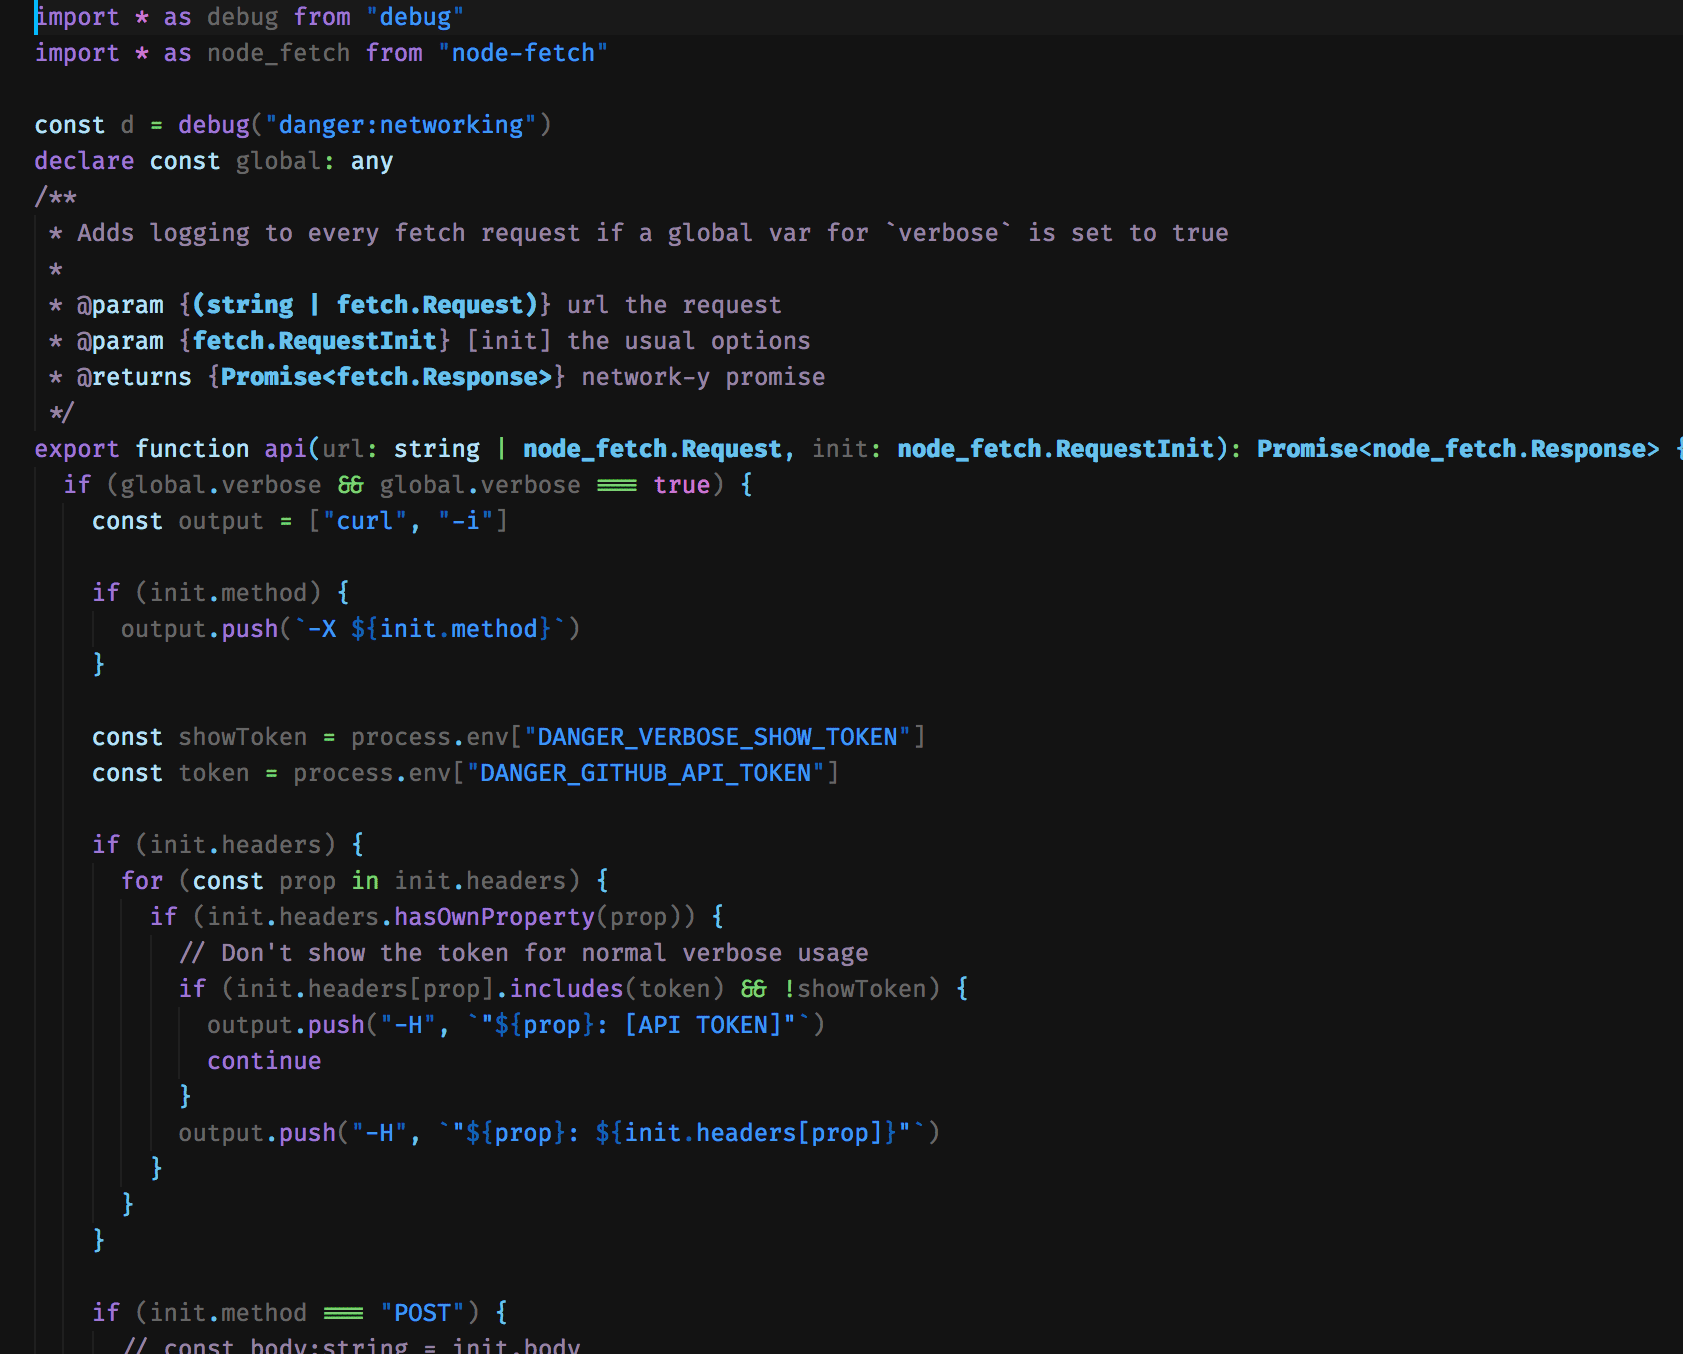 import * as debug from "debug"
import * as node_fetch from "node-fetch"
const d = debug("danger:networking")
declare const global: any
/**
* Adds logging to every fetch request if a global var for `verbose` is set to true
*
* @param {(string | fetch.Request)} url the request
* @param {fetch.RequestInit} [init] the usual options
* @returns {Promise<fetch.Response>} network-y promise
*/
export function api(url: string | node_fetch.Request, init: node_fetch.RequestInit): Promise<node_fetch.Response> {
if (global.verbose && global.verbose === true) {
const output = ["curl", "-i"]
if (init.method) {
output.push(`-X ${init.method}`)
}
const showToken = process.env["DANGER_VERBOSE_SHOW_TOKEN"]
const token = process.env["DANGER_GITHUB_API_TOKEN"]
if (init.headers) {
for (const prop in init.headers) {
if (init.headers.hasOwnProperty(prop)) {
// Don't show the token for normal verbose usage
if (init.headers[prop].includes(token) && !showToken) {
output.push("-H", `"${prop}: [API TOKEN]"`)
continue
}
output.push("-H", `"${prop}: ${init.headers[prop]}"`)
}
}
}
if (init.method === "POST") {
// const body:string = init.body